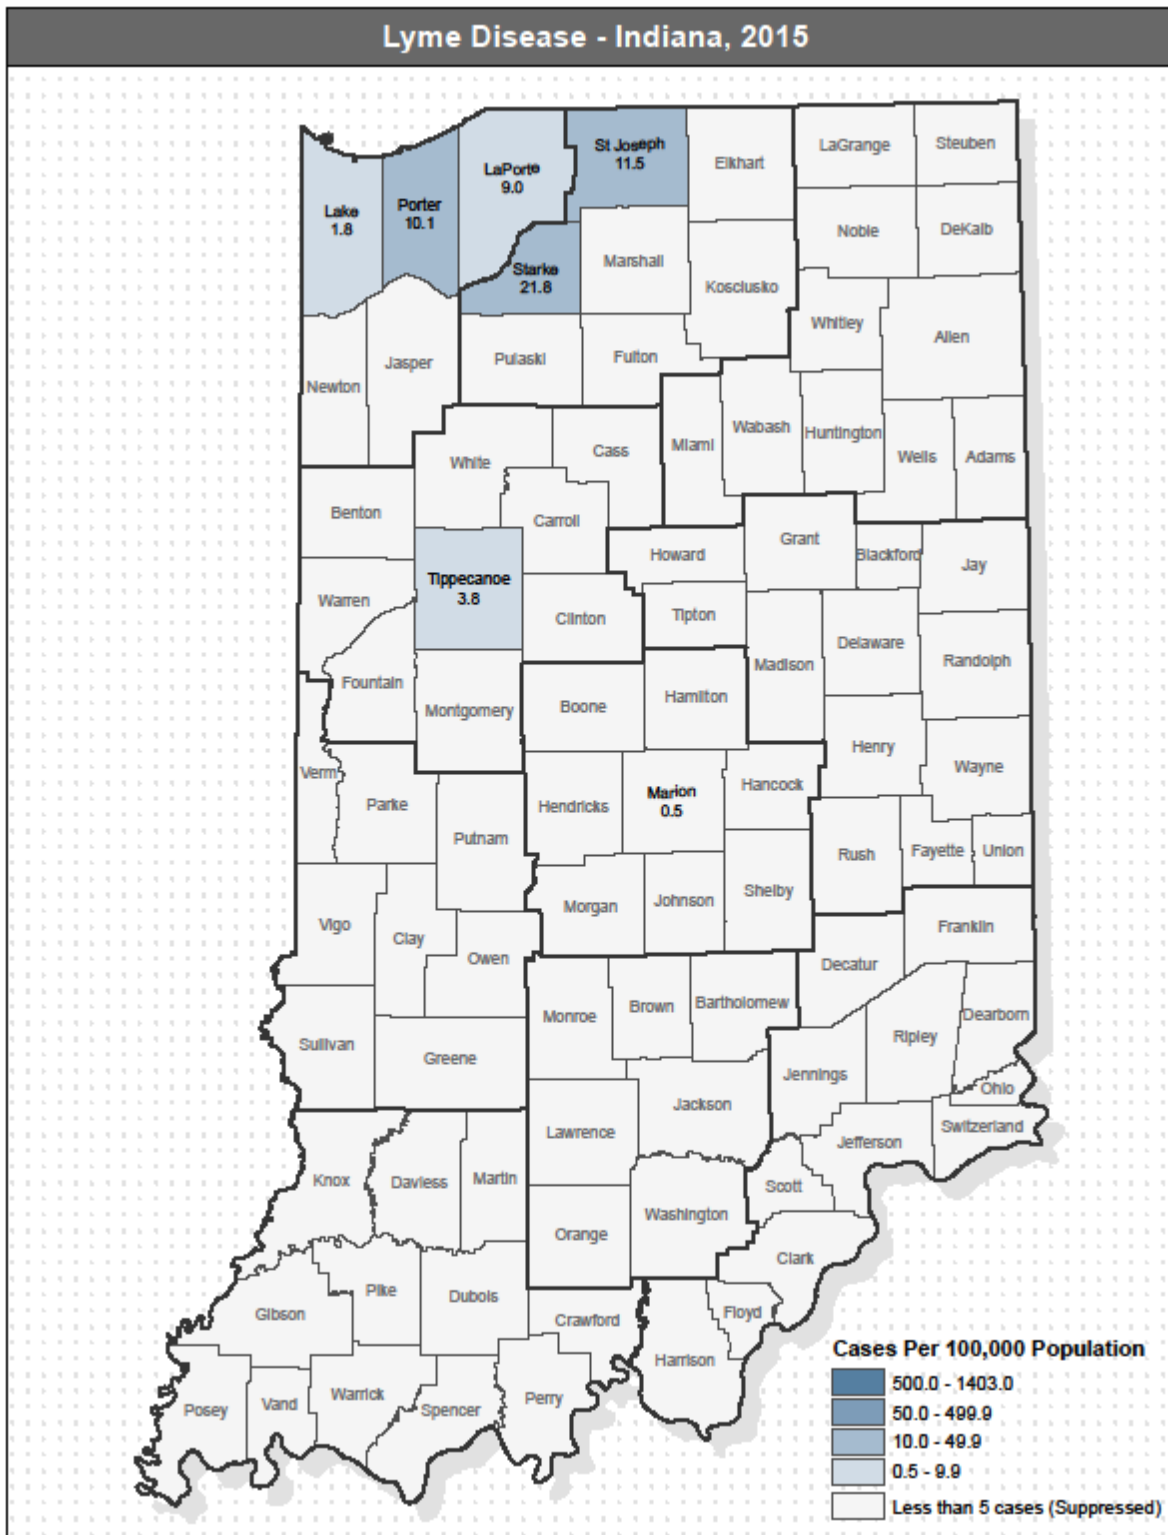 Lyme Disease - Indiana, 2015
Lake
1.8
Porter
10.1
LaPorte
9.0
St Joseph
11.5
Elkhart
LaGrange
Steuben
Starke
21.8
Marshall
Kosciusko
Noble
DeKalb
Whitley
Allen
Newton
Jasper
Pulaski
Fulton
White
Cass
Miami
Wabash
Huntington
Wells
Adams
Benton
Carroll
Howard
Grant
Blackford
Jay
Warren
Tippecanoe
3.8
Clinton
Tipton
Madison
Delaware
Randolph
Fountain
Montgomery
Boone
Hamilton
Henry
Wayne
Verm
Parke
Putnam
Hendricks
Marion
0.5
Hancock
Rush
Fayette
Union
Vigo
Clay
Owen
Morgan
Johnson
Shelby
Decatur
Franklin
Sullivan
Greene
Monroe
Brown
Bartholomew
Jennings
Ripley
Dearborn
Ohio
Switzerland
Jefferson
Jackson
Lawrence
Knox
Daviess
Martin
Orange
Washington
Scott
Clark
Floyd
Harrison
Crawford
Dubois
Pike
Gibson
Posey
Vand
Warrick
Spencer
Perry
Cases Per 100,000 Population
500.0 - 1403.0
50.0 - 499.9
10.0 - 49.9
0.5 - 9.9
Less than 5 cases (Suppressed)